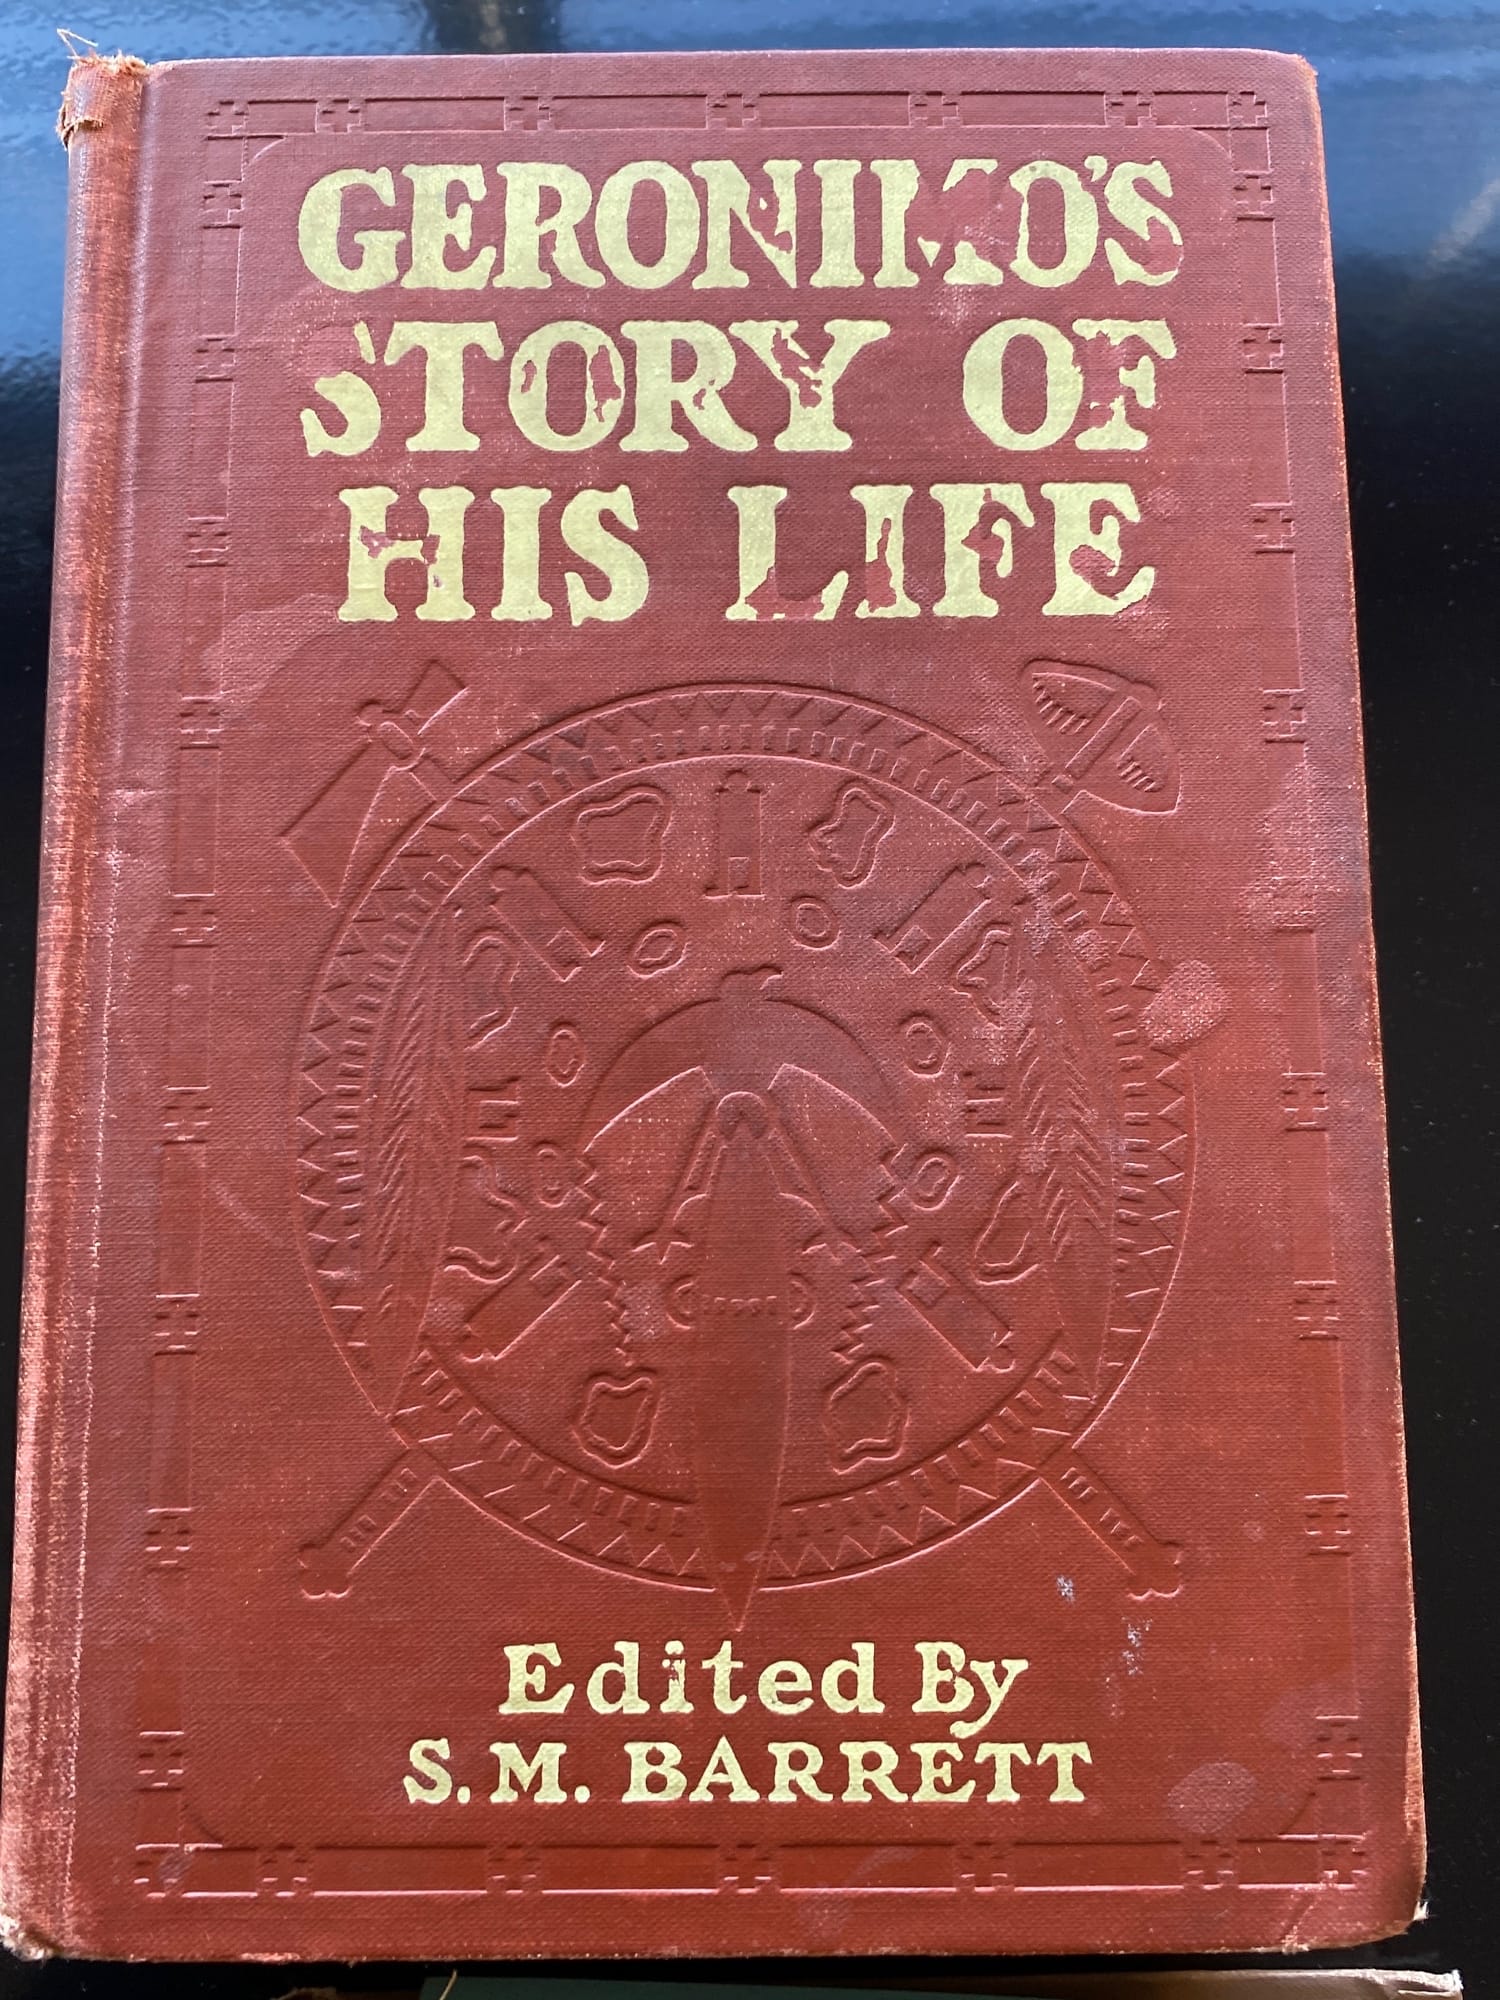 GERONIMO'S
STORY OF
HIS LIFE
Edited By
S. M. BARRETT